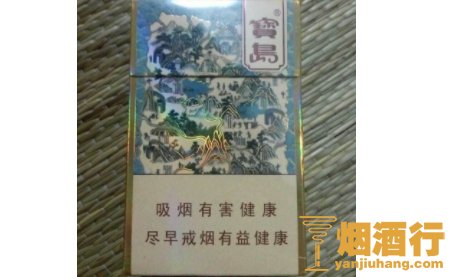 ®
寶島
吸烟有害健康
尽早戒烟有益健康
烟酒行
yanjiuhang.com